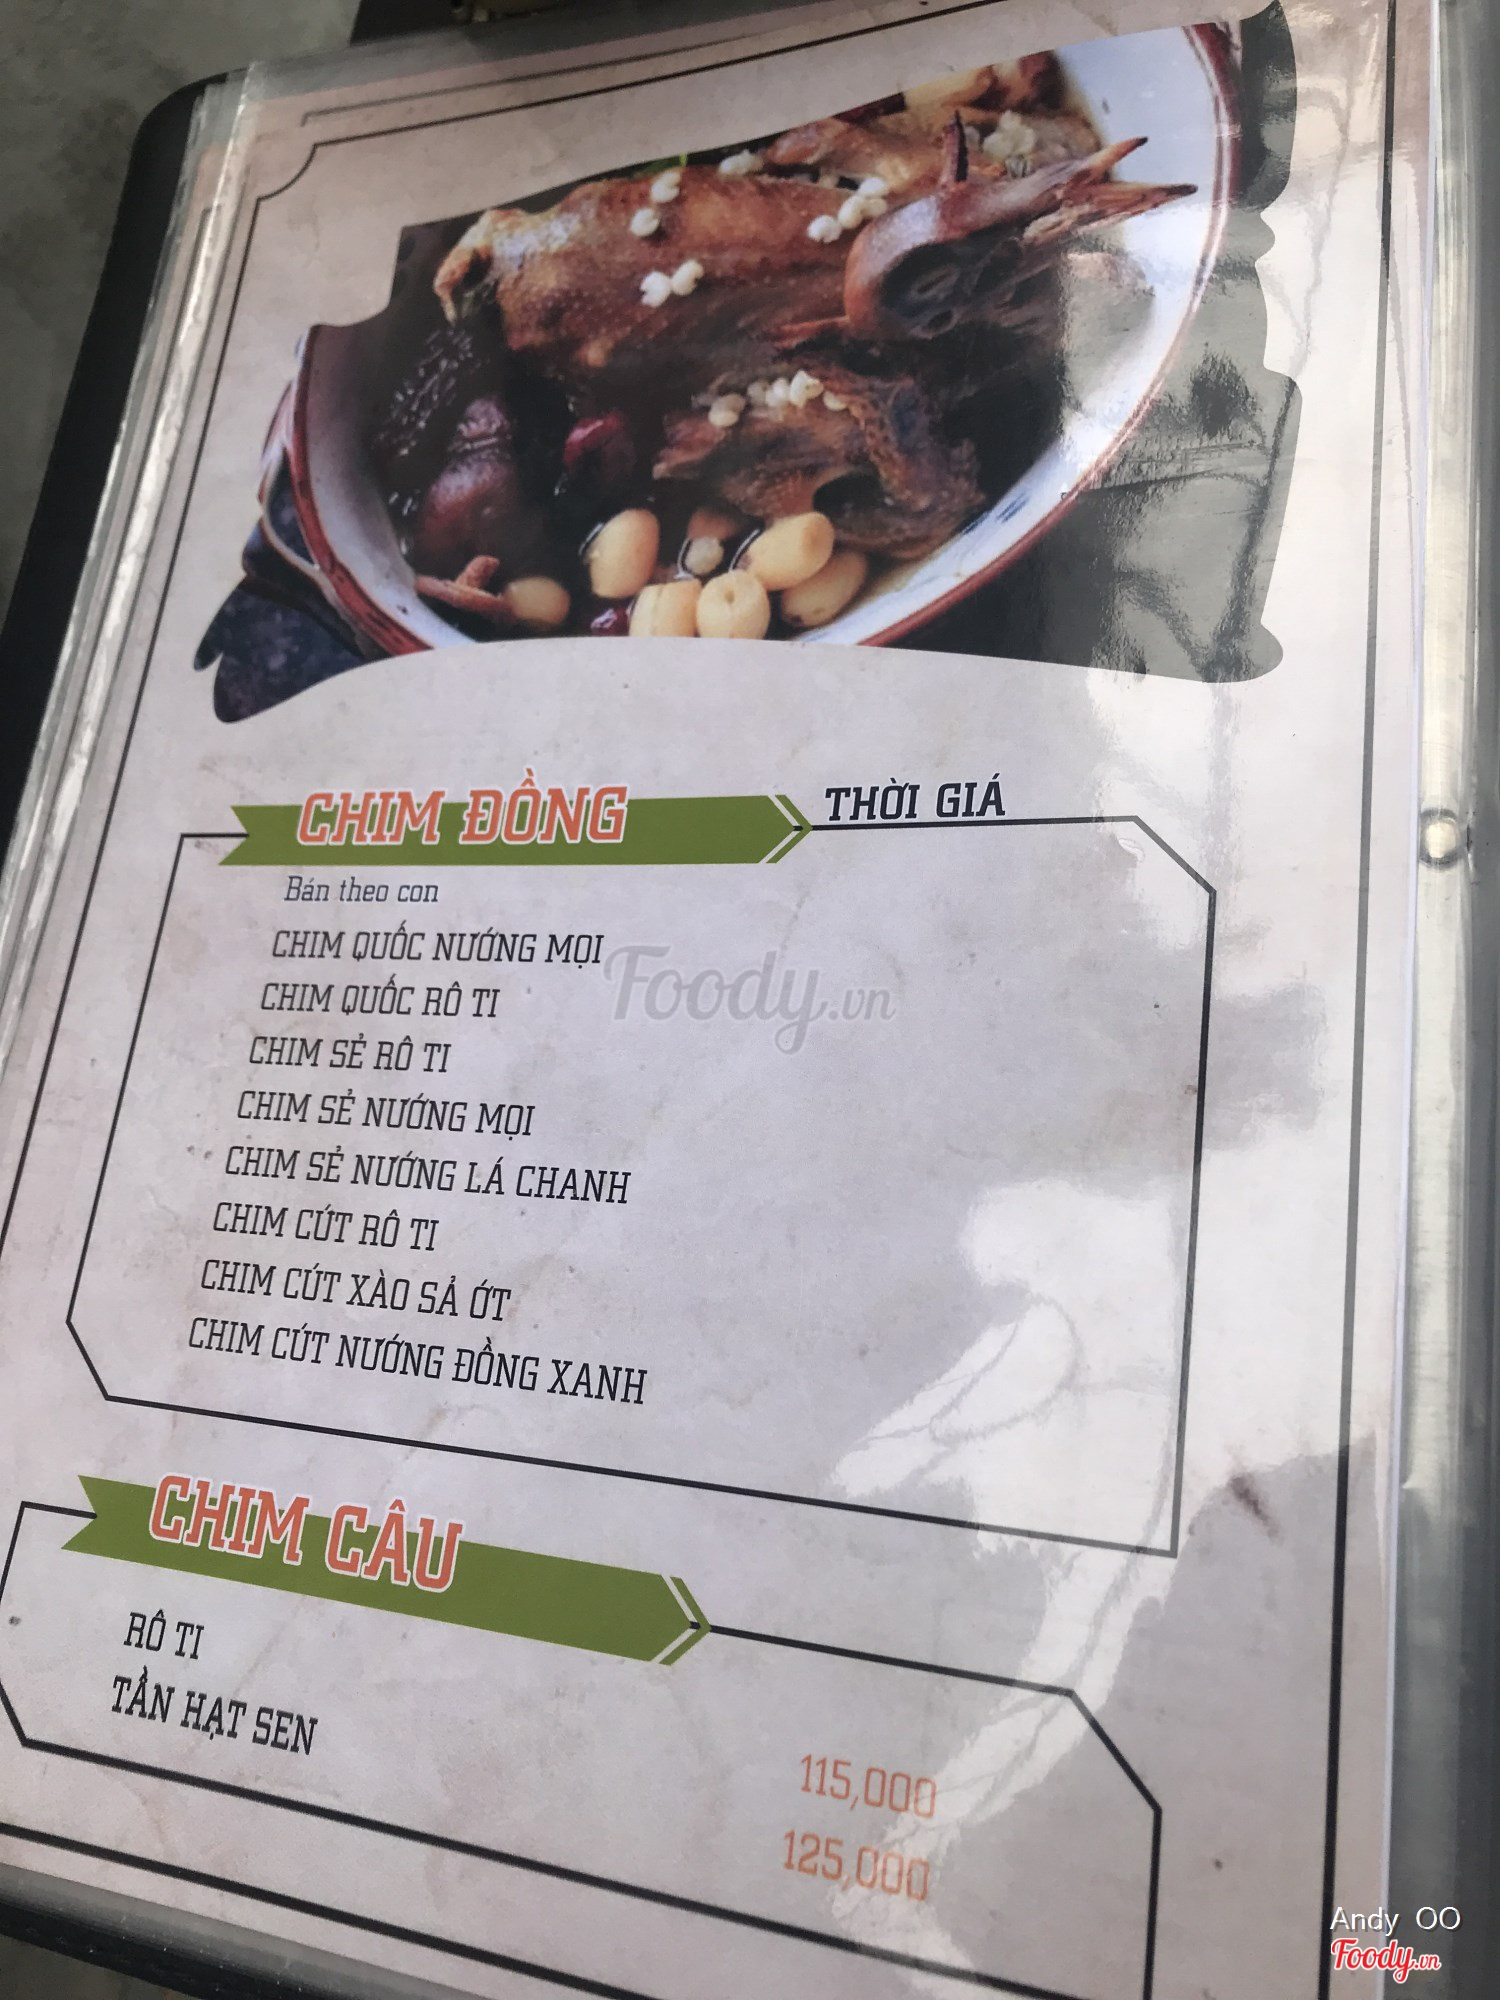 CHIM ĐỒNG
THỜI GIÁ
Bán theo con
CHIM QUỐC NƯỚNG MỌI
CHIM QUỐC RÔ TI
CHIM SẺ RÔ TI
CHIM SẺ NƯỚNG MỌI
CHIM SẺ NƯỚNG LÁ CHANH
CHIM CÚT RÔ TI
CHIM CÚT XÀO SẢ ỚT
CHIM CÚT NƯỚNG ĐỒNG XANH
Foody.vn
CHIM CÂU
RÔ TI 115,000
TẦN HẠT SEN 125,000
Andy OO
Foody.vn